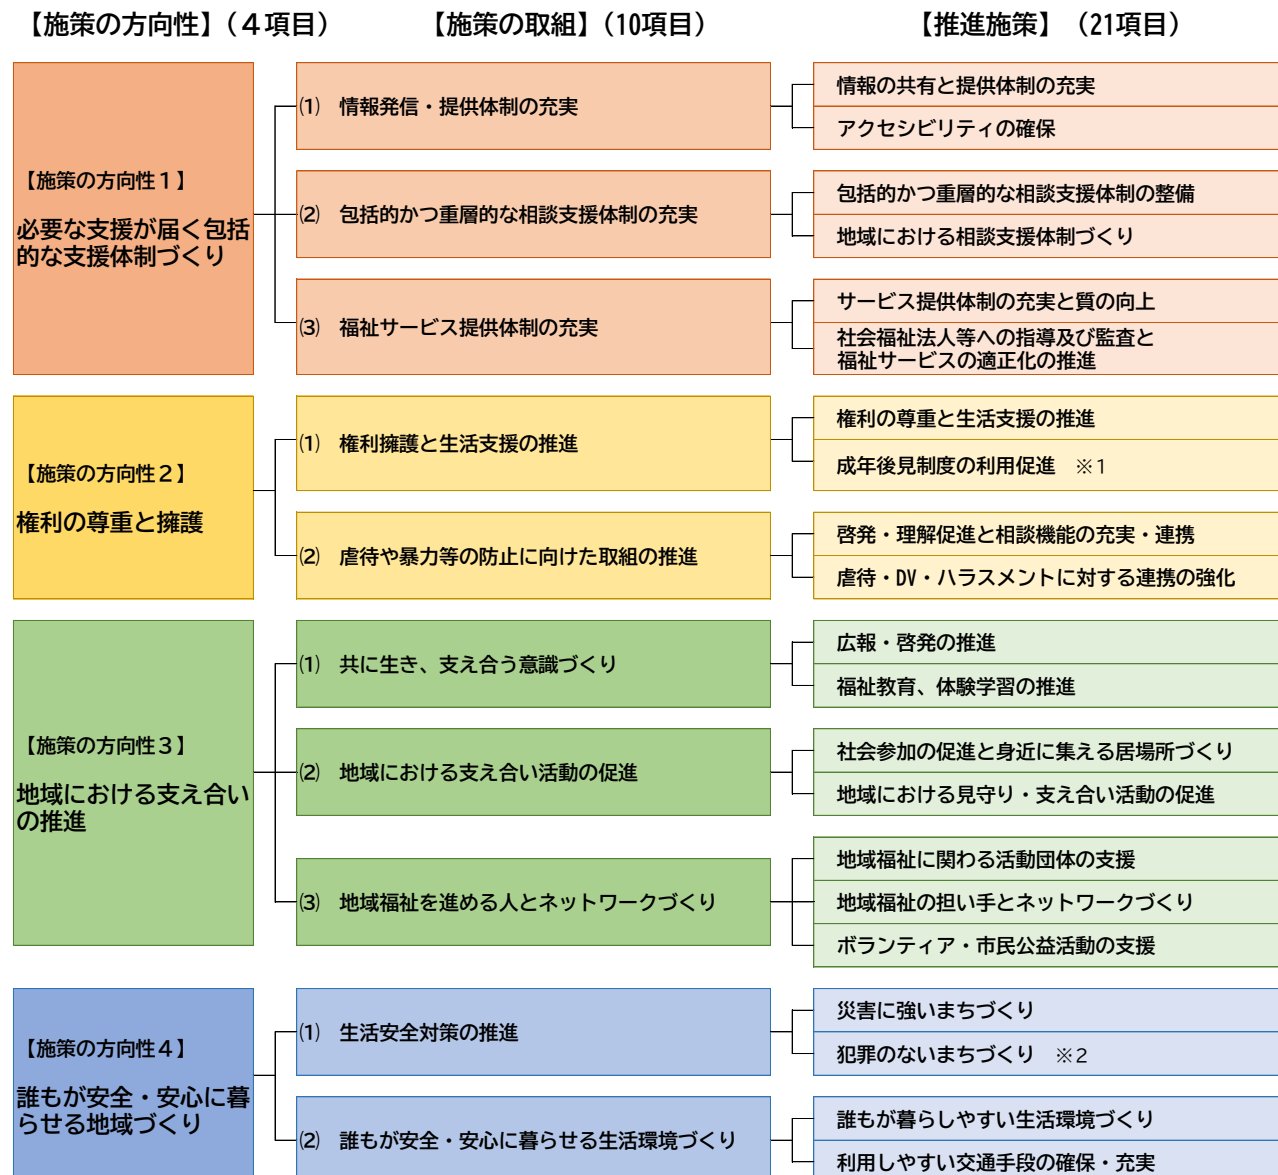 【施策の方向性】(４項目)
【施策の取組】(10項目)
【推進施策】(21項目)
【施策の方向性１】
必要な支援が届く包括
的な支援体制づくり
⑴ 情報発信・提供体制の充実
情報の共有と提供体制の充実
アクセシビリティの確保
⑵ 包括的かつ重層的な相談支援体制の充実
包括的かつ重層的な相談支援体制の整備
地域における相談支援体制づくり
⑶ 福祉サービス提供体制の充実
サービス提供体制の充実と質の向上
社会福祉法人等への指導及び監査と
福祉サービスの適正化の推進
【施策の方向性２】
権利の尊重と擁護
⑴ 権利擁護と生活支援の推進
権利の尊重と生活支援の推進
成年後見制度の利用促進 ※1
⑵ 虐待や暴力等の防止に向けた取組の推進
啓発・理解促進と相談機能の充実・連携
虐待・DV・ハラスメントに対する連携の強化
【施策の方向性３】
地域における支え合い
の推進
⑴ 共に生き、支え合う意識づくり
広報・啓発の推進
福祉教育、体験学習の推進
⑵ 地域における支え合い活動の促進
社会参加の促進と身近に集える居場所づくり
地域における見守り・支え合い活動の促進
⑶ 地域福祉を進める人とネットワークづくり
地域福祉に関わる活動団体の支援
地域福祉の担い手とネットワークづくり
ボランティア・市民公益活動の支援
【施策の方向性４】
誰もが安全・安心に暮
らせる地域づくり
⑴ 生活安全対策の推進
災害に強いまちづくり
犯罪のないまちづくり ※2
⑵ 誰もが安全・安心に暮らせる生活環境づくり
誰もが暮らしやすい生活環境づくり
利用しやすい交通手段の確保・充実